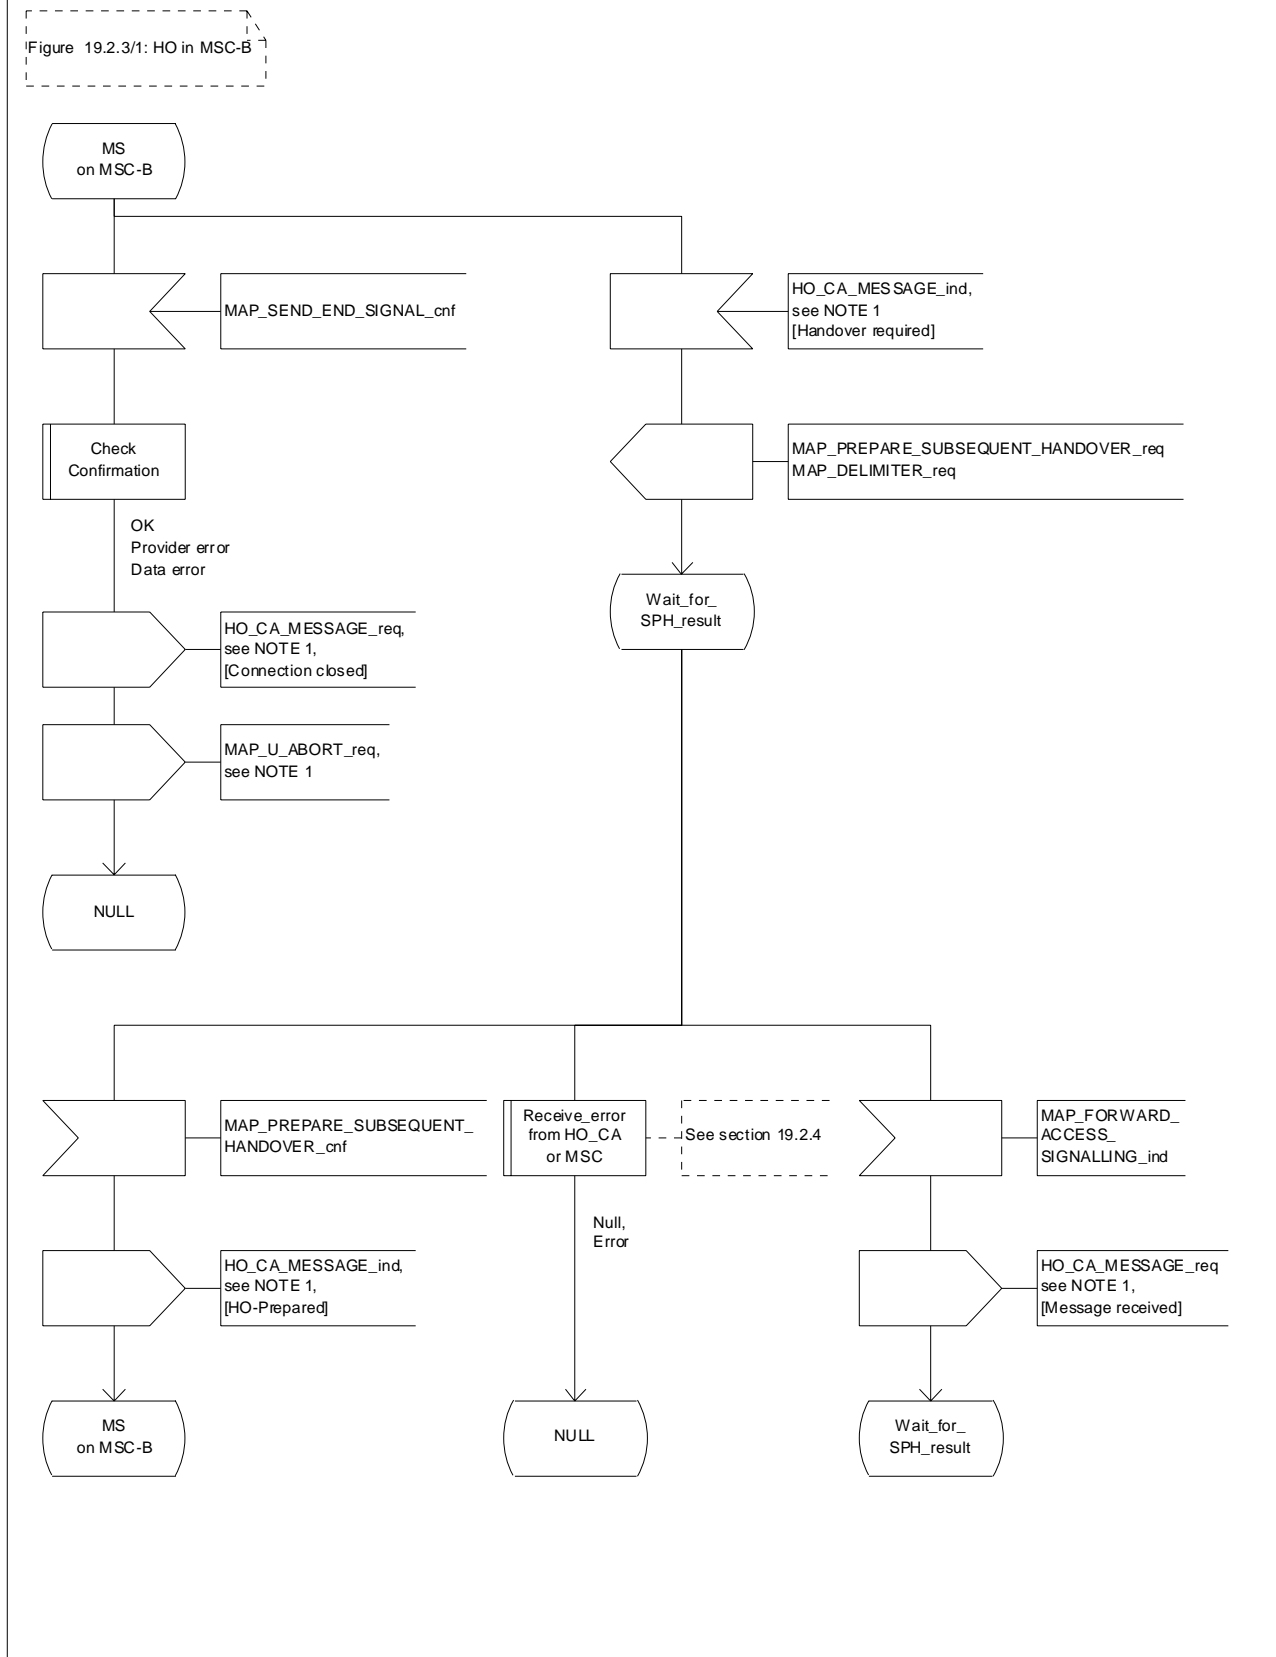 Figure 19.2.3/1: HO in MSC-B
MS
on MSC-B
MAP_SEND_END_SIGNAL_cnf
HO_CA_MESSAGE_ind,
see NOTE 1
[Handover required]
Check
Confirmation
MAP_PREPARE_SUBSEQUENT_HANDOVER_req
MAP_DELIMITER_req
OK
Provider error
Data error
Wait_for_
SPH_result
HO_CA_MESSAGE_req,
see NOTE 1,
[Connection closed]
MAP_U_ABORT_req,
see NOTE 1
NULL
MAP_PREPARE_SUBSEQUENT_
HANDOVER_cnf
Receive_error
from HO_CA
or MSC
See section 19.2.4
MAP_FORWARD_
ACCESS_
SIGNALLING_ind
Null,
Error
HO_CA_MESSAGE_ind,
see NOTE 1,
[HO-Prepared]
HO_CA_MESSAGE_req
see NOTE 1,
[Message received]
MS
on MSC-B
NULL
Wait_for_
SPH_result